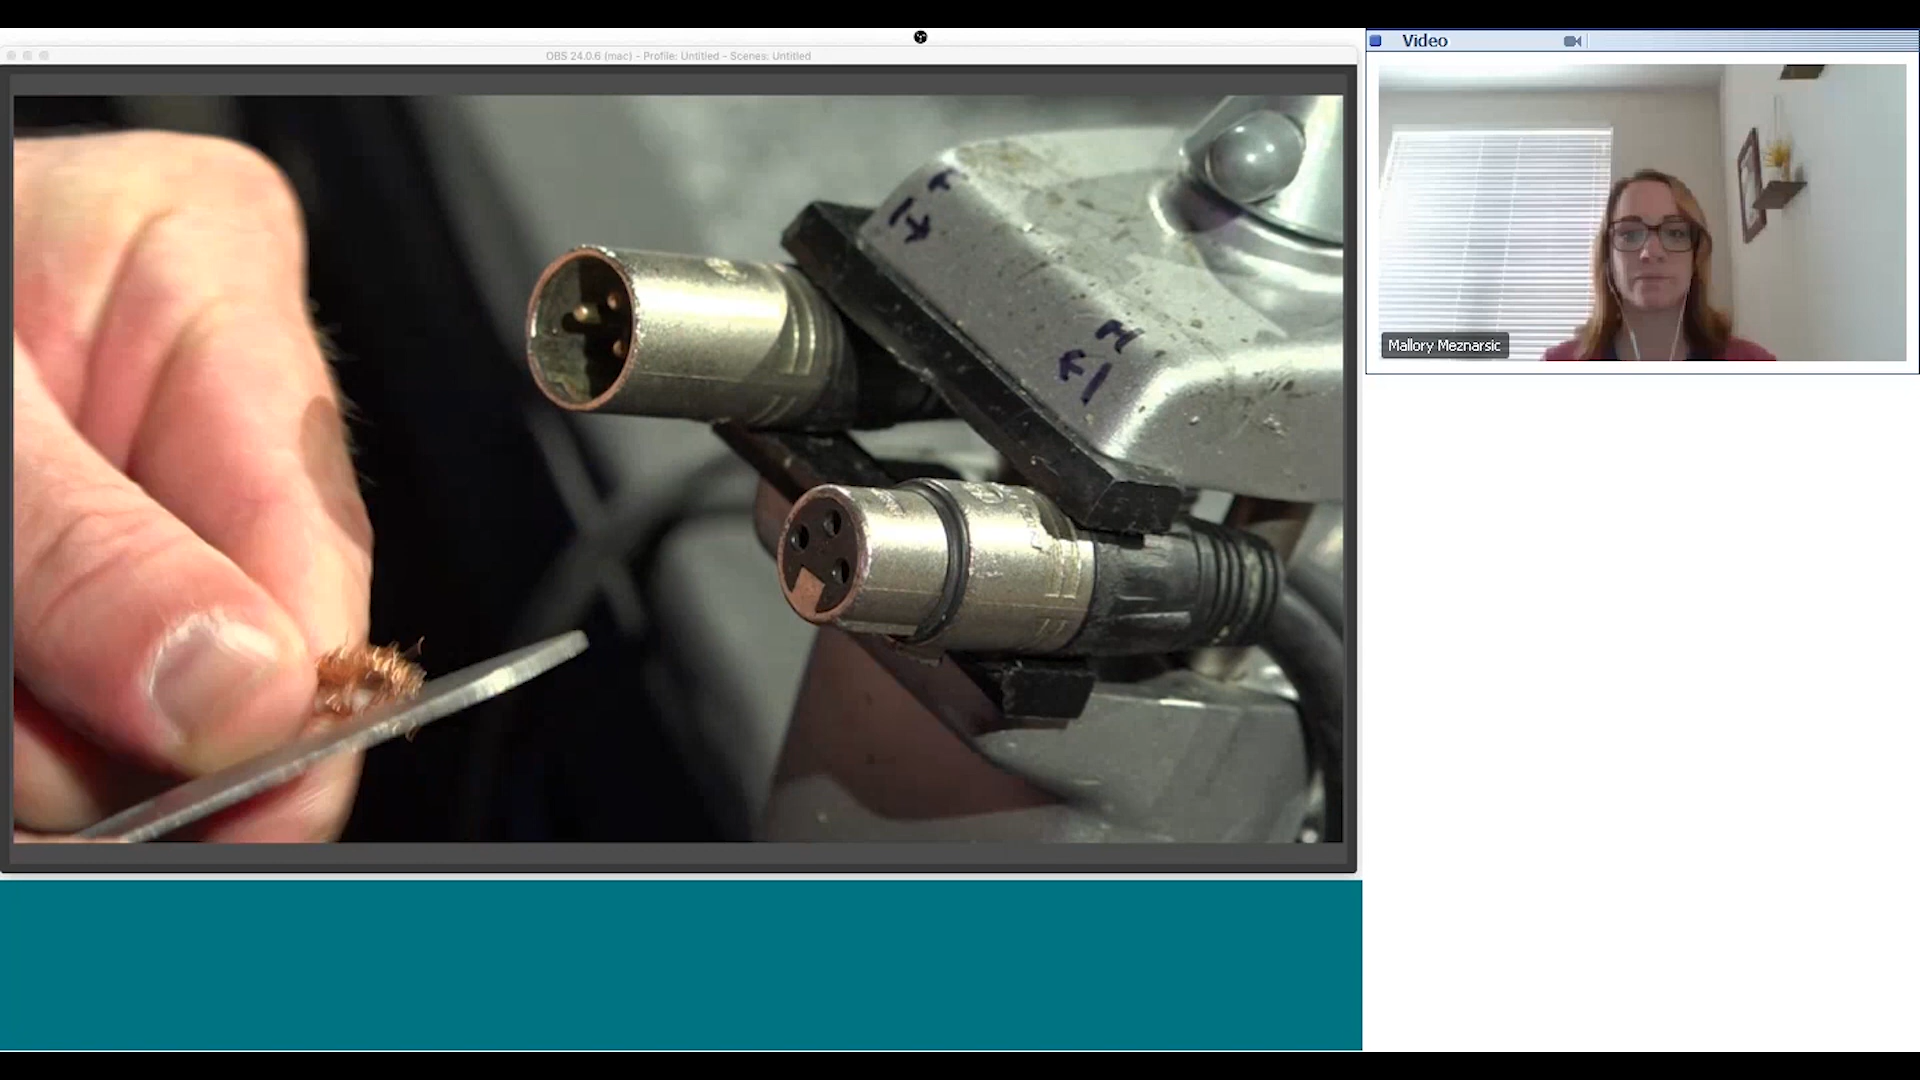 OBS 24.0.6 (mac) - Profile: Untitled - Scenes: Untitled
Video
Mallory Meznarsic